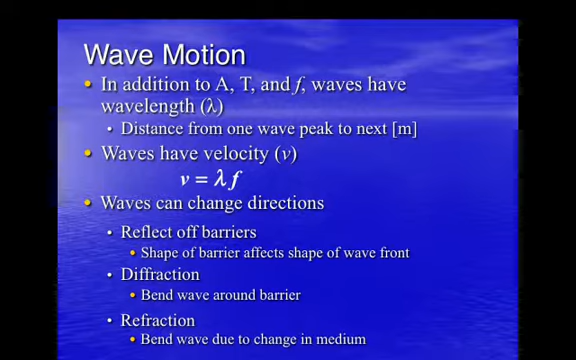 Wave Motion
• In addition to A, T, and f, waves have
wavelength (λ)
• Distance from one wave peak to next [m]
• Waves have velocity (v)
v = λ f
• Waves can change directions
• Reflect off barriers
• Shape of barrier affects shape of wave front
• Diffraction
• Bend wave around barrier
• Refraction
• Bend wave due to change in medium